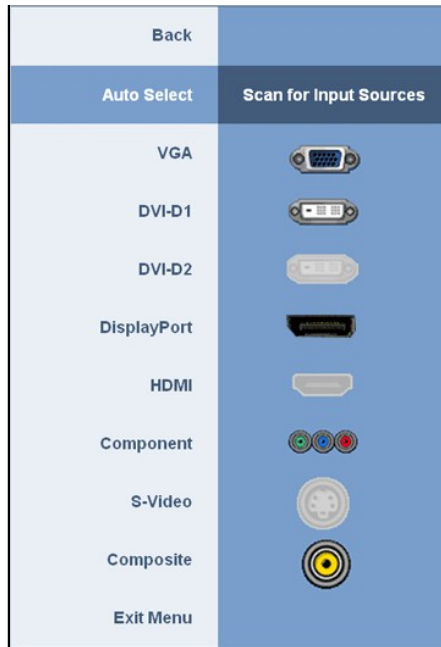 Back
Auto Select Scan for Input Sources
VGA
DVI-D1
DVI-D2
DisplayPort
HDMI
Component
S-Video
Composite
Exit Menu